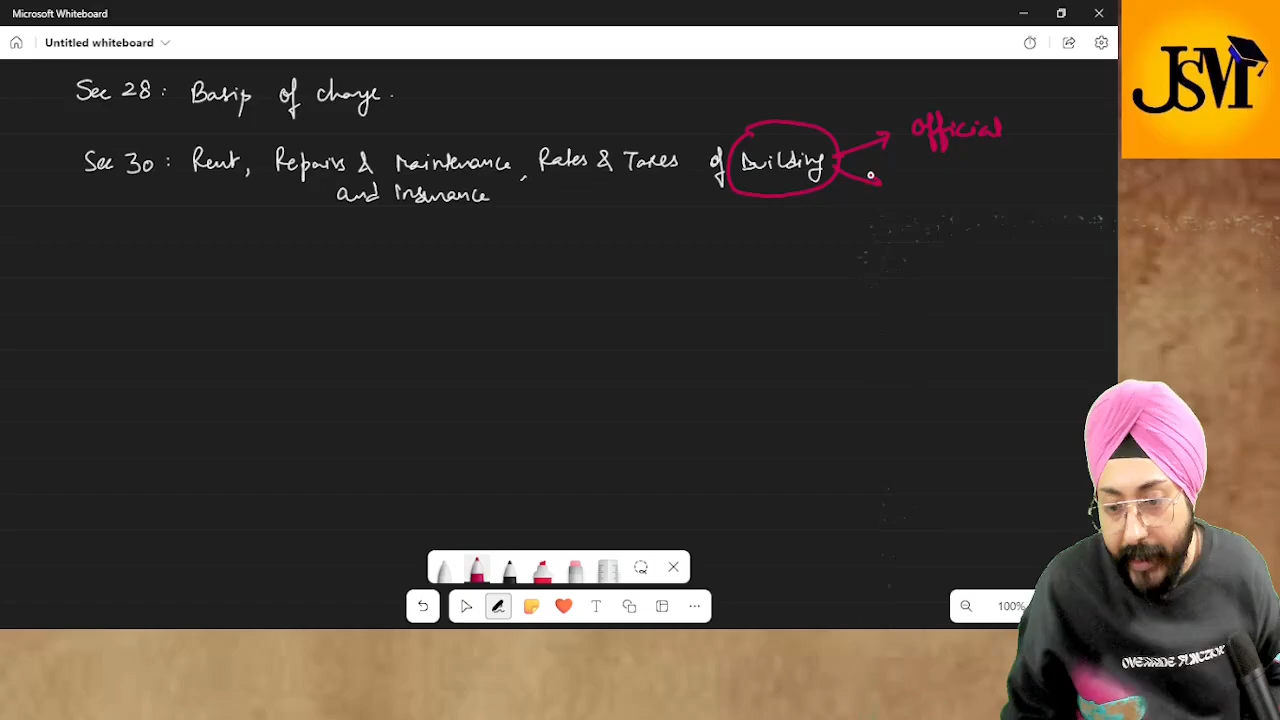 Microsoft Whiteboard
Untitled whiteboard
JSM
Sec 28: Basis of charge.
Official
Sec 30: Rent, Repairs & Maintenance, Rates & Taxes of Building
and Insurance
100%